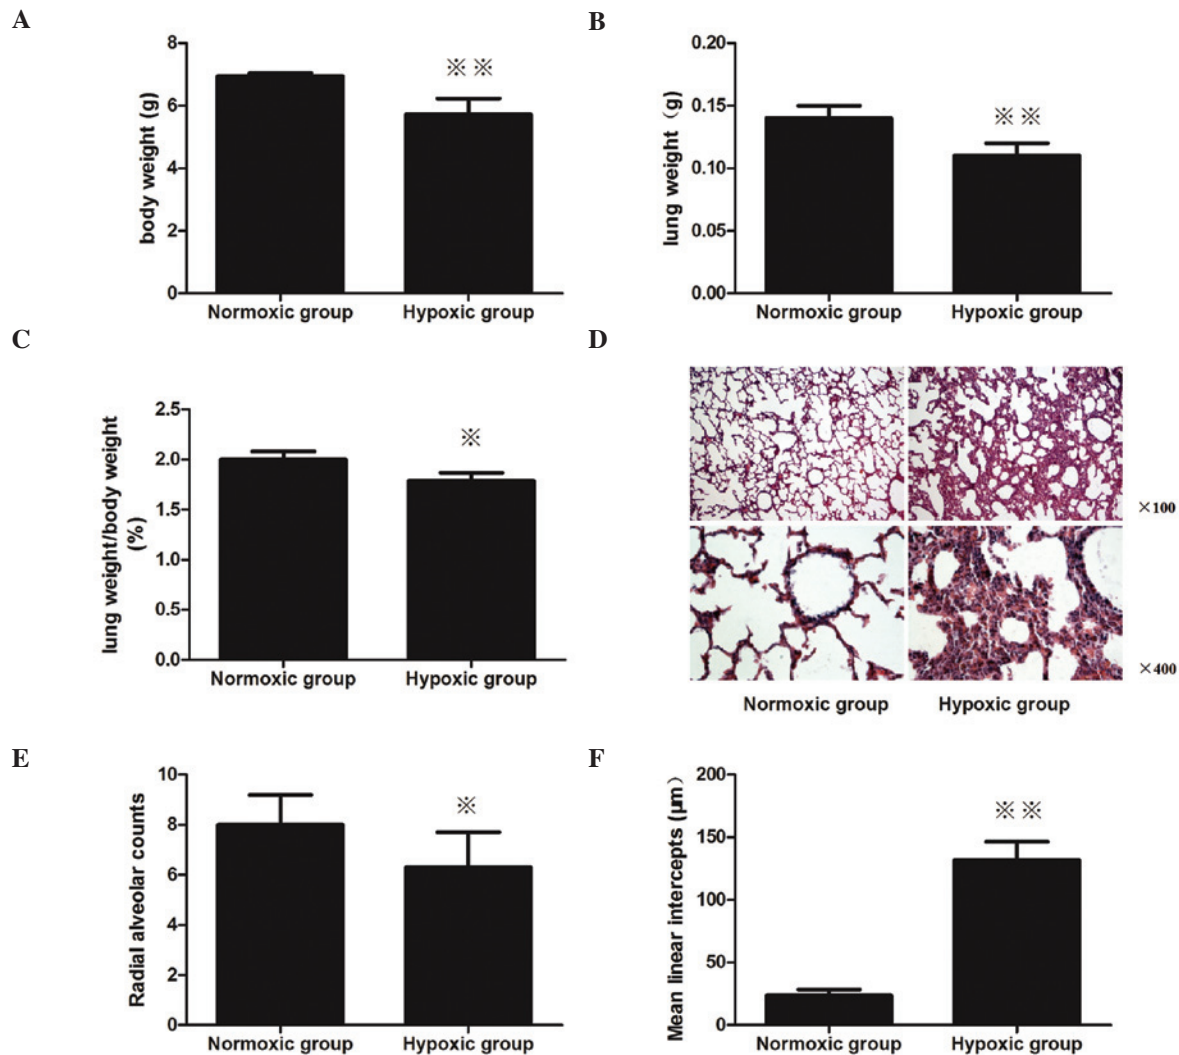 A
body weight (g)
8
6
4
2
0
※※
Normoxic group
Hypoxic group
B
lung weight（g）
0.20
0.15
0.10
0.05
0.00
※※
Normoxic group
Hypoxic group
C
lung weight/body weight
(%)
2.5
2.0
1.5
1.0
0.5
0.0
※
Normoxic group
Hypoxic group
D
×100
×400
Normoxic group
Hypoxic group
E
Radial alveolar counts
10
8
6
4
2
0
※
Normoxic group
Hypoxic group
F
Mean linear intercepts (μm）
200
150
100
50
0
※※
Normoxic group
Hypoxic group